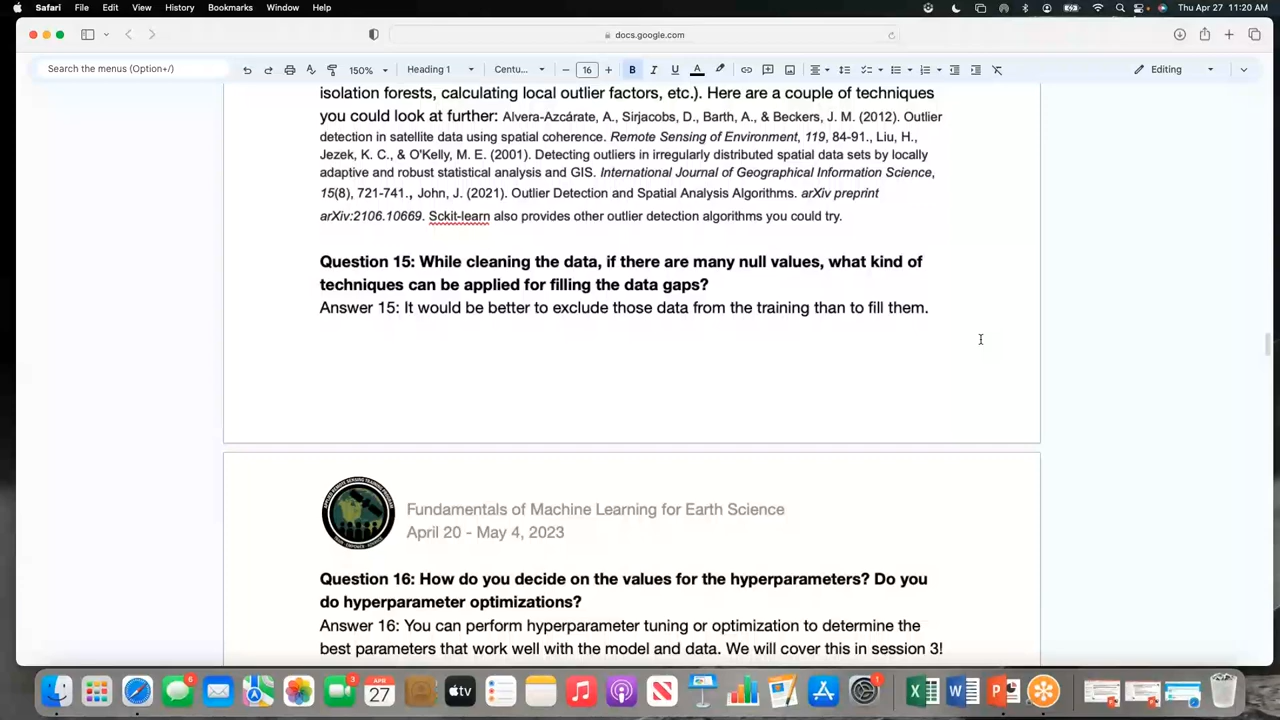 Safari File Edit View History Bookmarks Window Help Thu Apr 27 11:20 AM
docs.google.com
Search the menus (Option+/) 150% Heading 1 Centu... 16 B I U A Editing
isolation forests, calculating local outlier factors, etc.). Here are a couple of techniques
you could look at further: Alvera-Azcárate, A., Sirjacobs, D., Barth, A., & Beckers, J. M. (2012). Outlier
detection in satellite data using spatial coherence. Remote Sensing of Environment, 119, 84-91., Liu, H.,
Jezek, K. C., & O'Kelly, M. E. (2001). Detecting outliers in irregularly distributed spatial data sets by locally
adaptive and robust statistical analysis and GIS. International Journal of Geographical Information Science,
15(8), 721-741., John, J. (2021). Outlier Detection and Spatial Analysis Algorithms. arXiv preprint
arXiv:2106.10669. Sckit-learn also provides other outlier detection algorithms you could try.
Question 15: While cleaning the data, if there are many null values, what kind of
techniques can be applied for filling the data gaps?
Answer 15: It would be better to exclude those data from the training than to fill them.
Fundamentals of Machine Learning for Earth Science
April 20 - May 4, 2023
Question 16: How do you decide on the values for the hyperparameters? Do you
do hyperparameter optimizations?
Answer 16: You can perform hyperparameter tuning or optimization to determine the
best parameters that work well with the model and data. We will cover this in session 3!
6 3 APR 27 tv 1